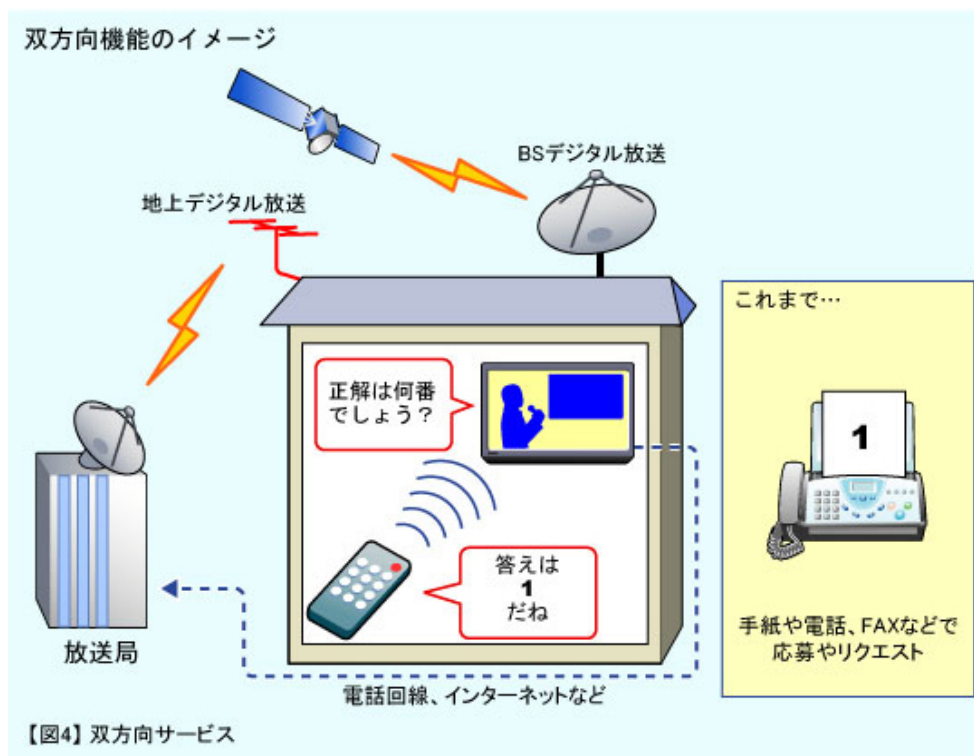 双方向機能のイメージ
BSデジタル放送
地上デジタル放送
これまで…
正解は何番
でしょう？
1
答えは
1
だね
手紙や電話、FAXなどで
応募やリクエスト
放送局
電話回線、インターネットなど
【図4】 双方向サービス